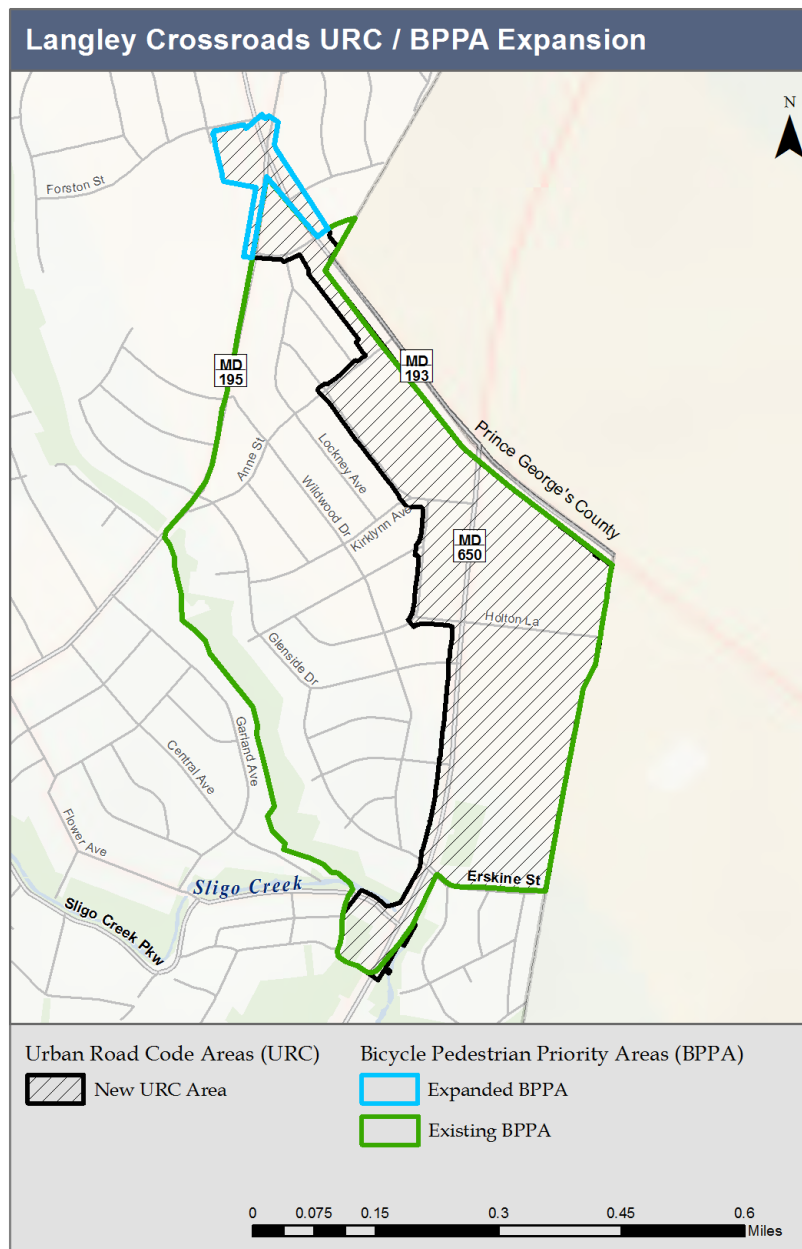 Langley Crossroads URC / BPPA Expansion
N
Forston St
MD
195
MD
193
Anne St
Lockney Ave
Wildwood Dr
Kirklynn Ave
Prince George's County
MD
650
Holton La
Glenside Dr
Garland Ave
Central Ave
Flower Ave
Erskine St
Sligo Creek
Sligo Creek Pkw
Urban Road Code Areas (URC)
New URC Area
Bicycle Pedestrian Priority Areas (BPPA)
Expanded BPPA
Existing BPPA
0 0.075 0.15 0.3 0.45 0.6
Miles